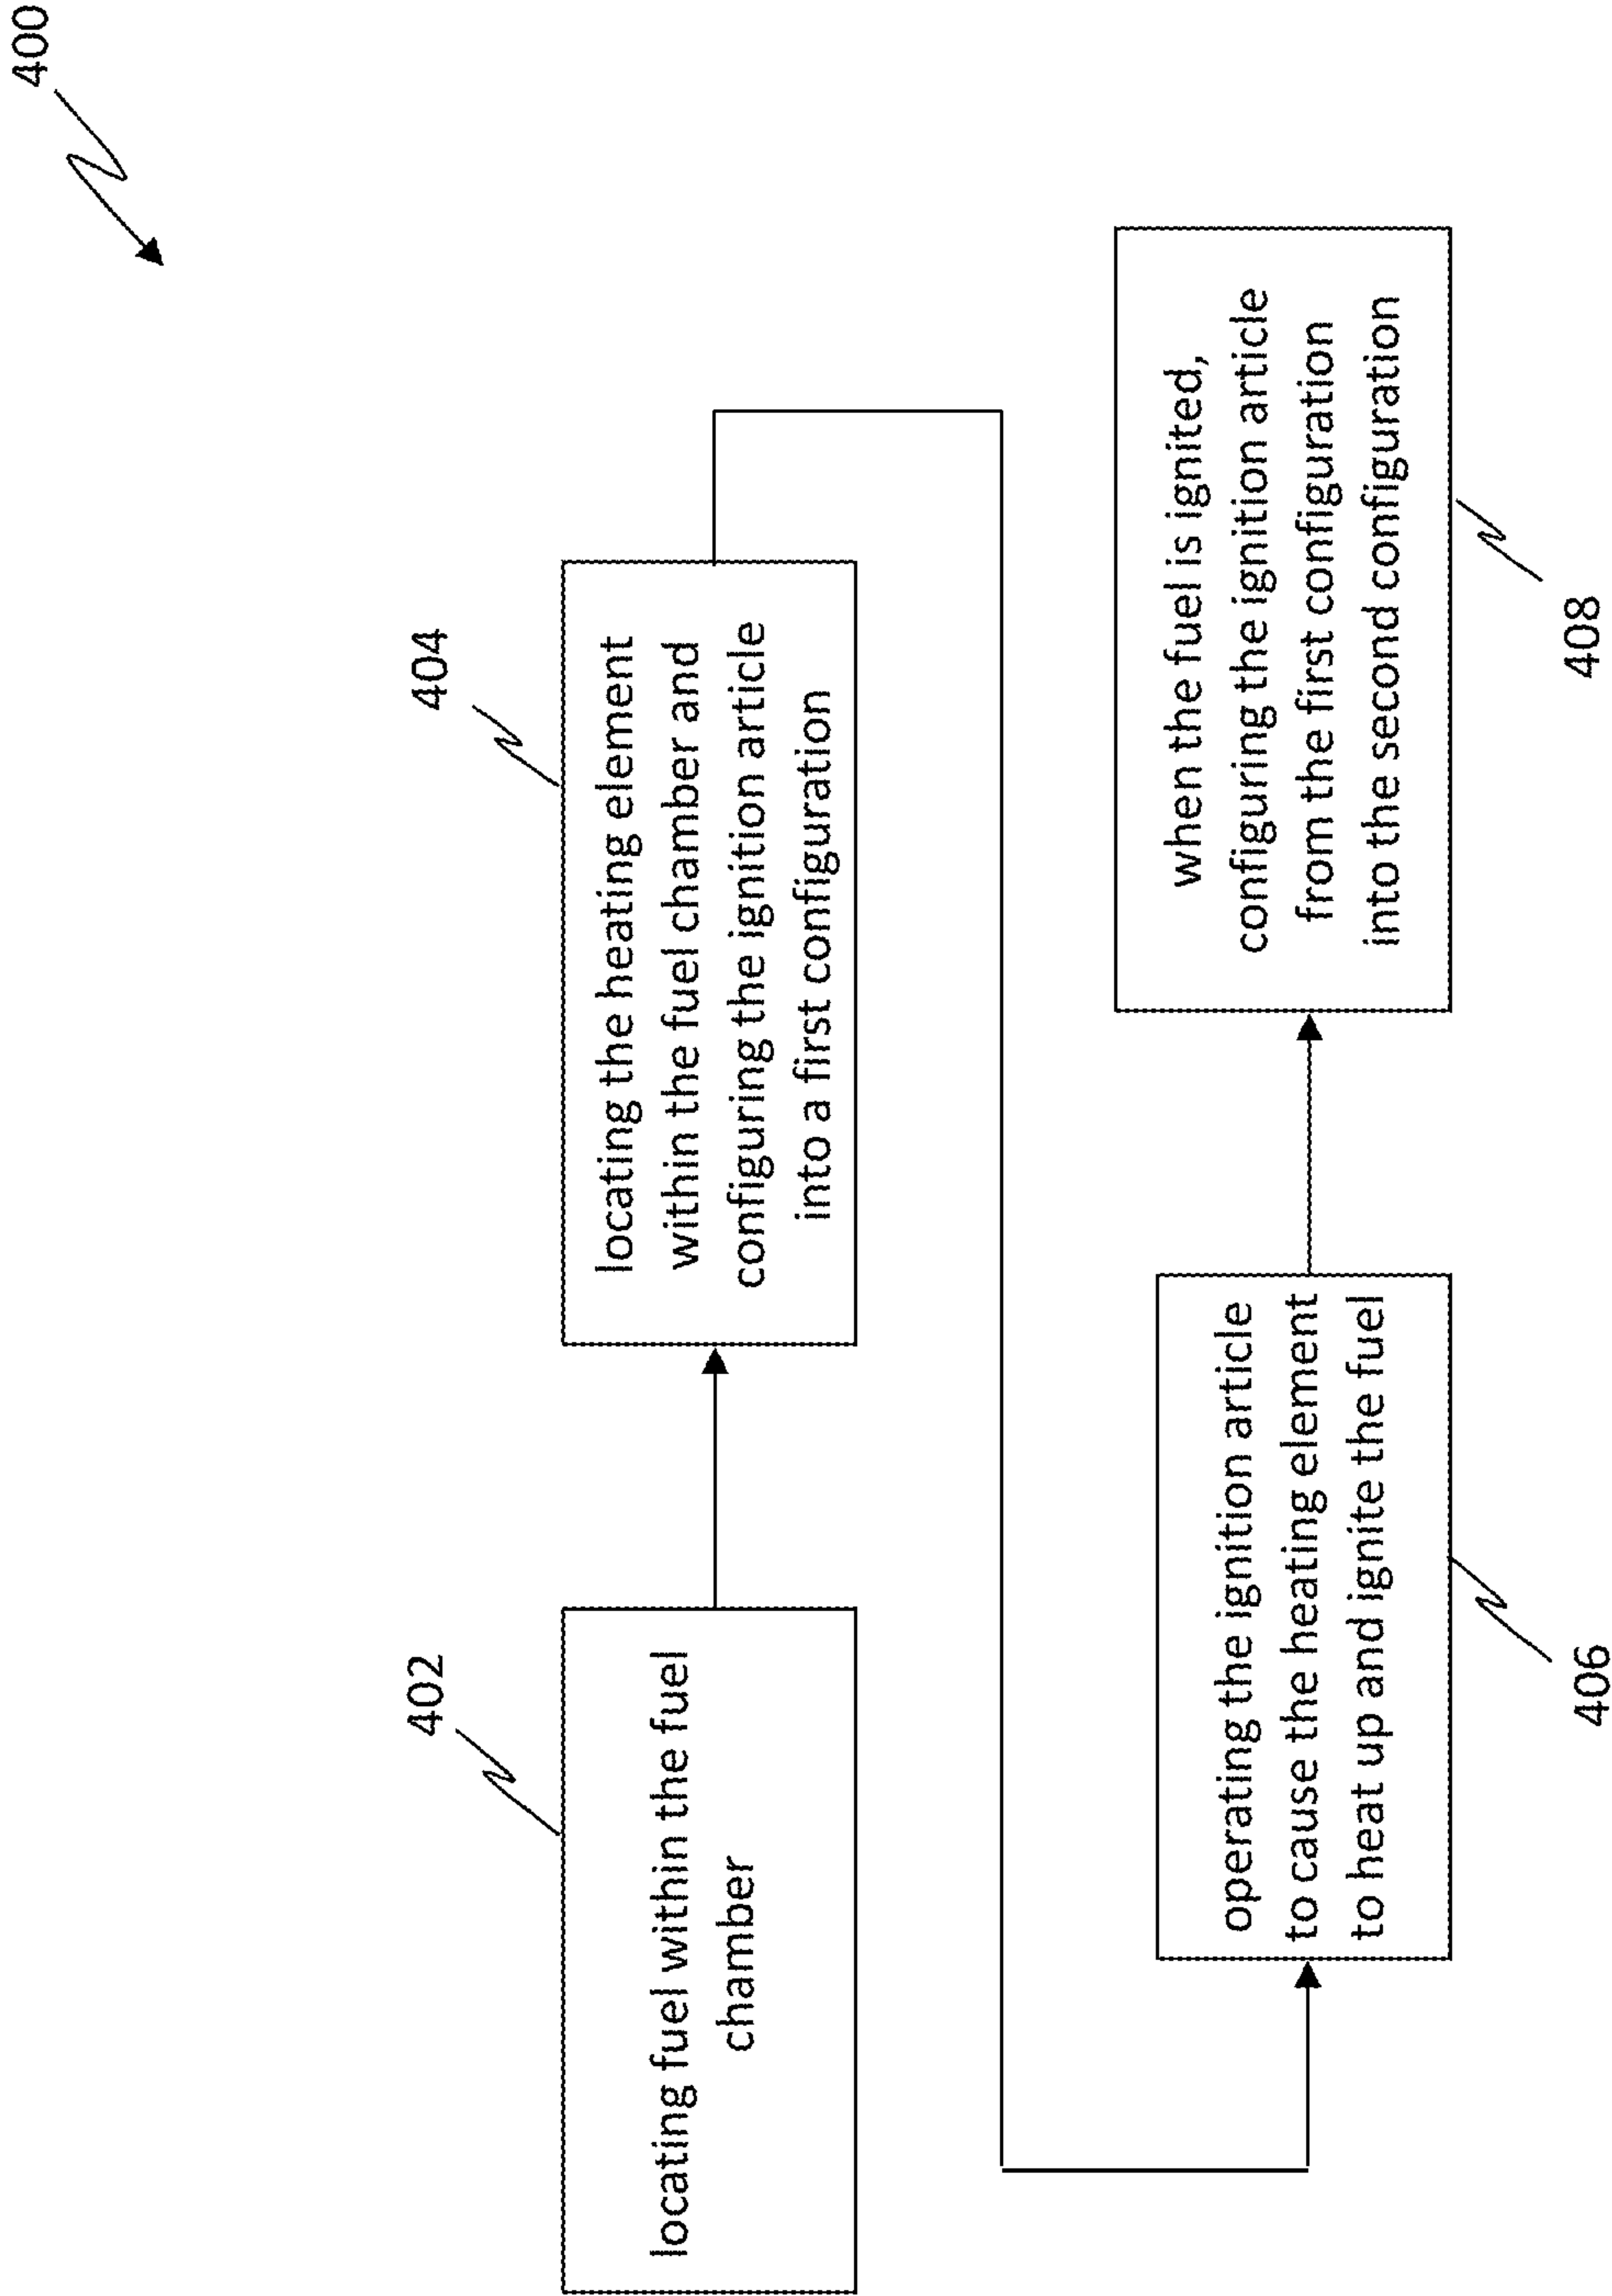 400
402
locating fuel within the fuel
chamber
404
locating the heating element
within the fuel chamber and
configuring the ignition article
into a first configuration
operating the ignition article
to cause the heating element
to heat up and ignite the fuel
406
when the fuel is ignited,
configuring the ignition article
from the first configuration
into the second configuration
408